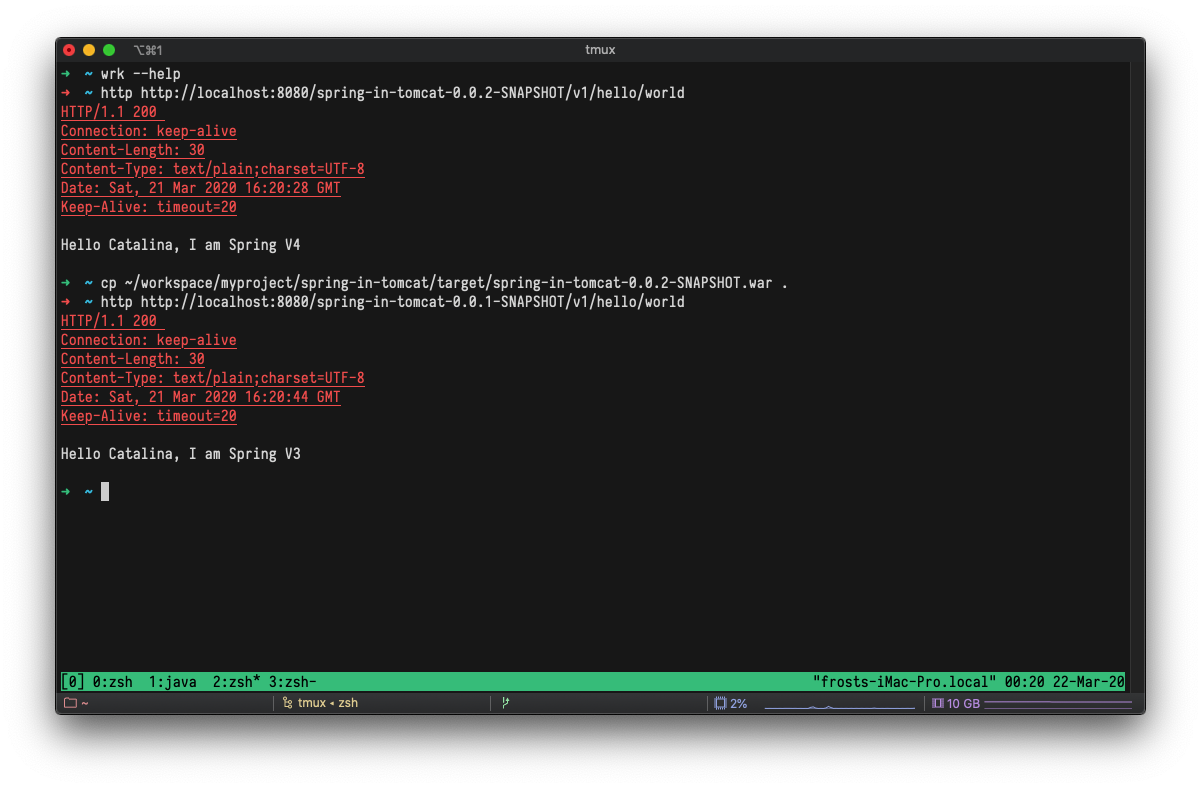 ⌥⌘1
tmux
➜ ~ wrk --help
➜ ~ http http://localhost:8080/spring-in-tomcat-0.0.2-SNAPSHOT/v1/hello/world
HTTP/1.1 200
Connection: keep-alive
Content-Length: 30
Content-Type: text/plain;charset=UTF-8
Date: Sat, 21 Mar 2020 16:20:28 GMT
Keep-Alive: timeout=20
Hello Catalina, I am Spring V4
➜ ~ cp ~/workspace/myproject/spring-in-tomcat/target/spring-in-tomcat-0.0.2-SNAPSHOT.war .
➜ ~ http http://localhost:8080/spring-in-tomcat-0.0.1-SNAPSHOT/v1/hello/world
HTTP/1.1 200
Connection: keep-alive
Content-Length: 30
Content-Type: text/plain;charset=UTF-8
Date: Sat, 21 Mar 2020 16:20:44 GMT
Keep-Alive: timeout=20
Hello Catalina, I am Spring V3
➜ ~
[0] 0:zsh 1:java 2:zsh* 3:zsh- "frosts-iMac-Pro.local" 00:20 22-Mar-20
~ tmux ◂ zsh 2% 10 GB